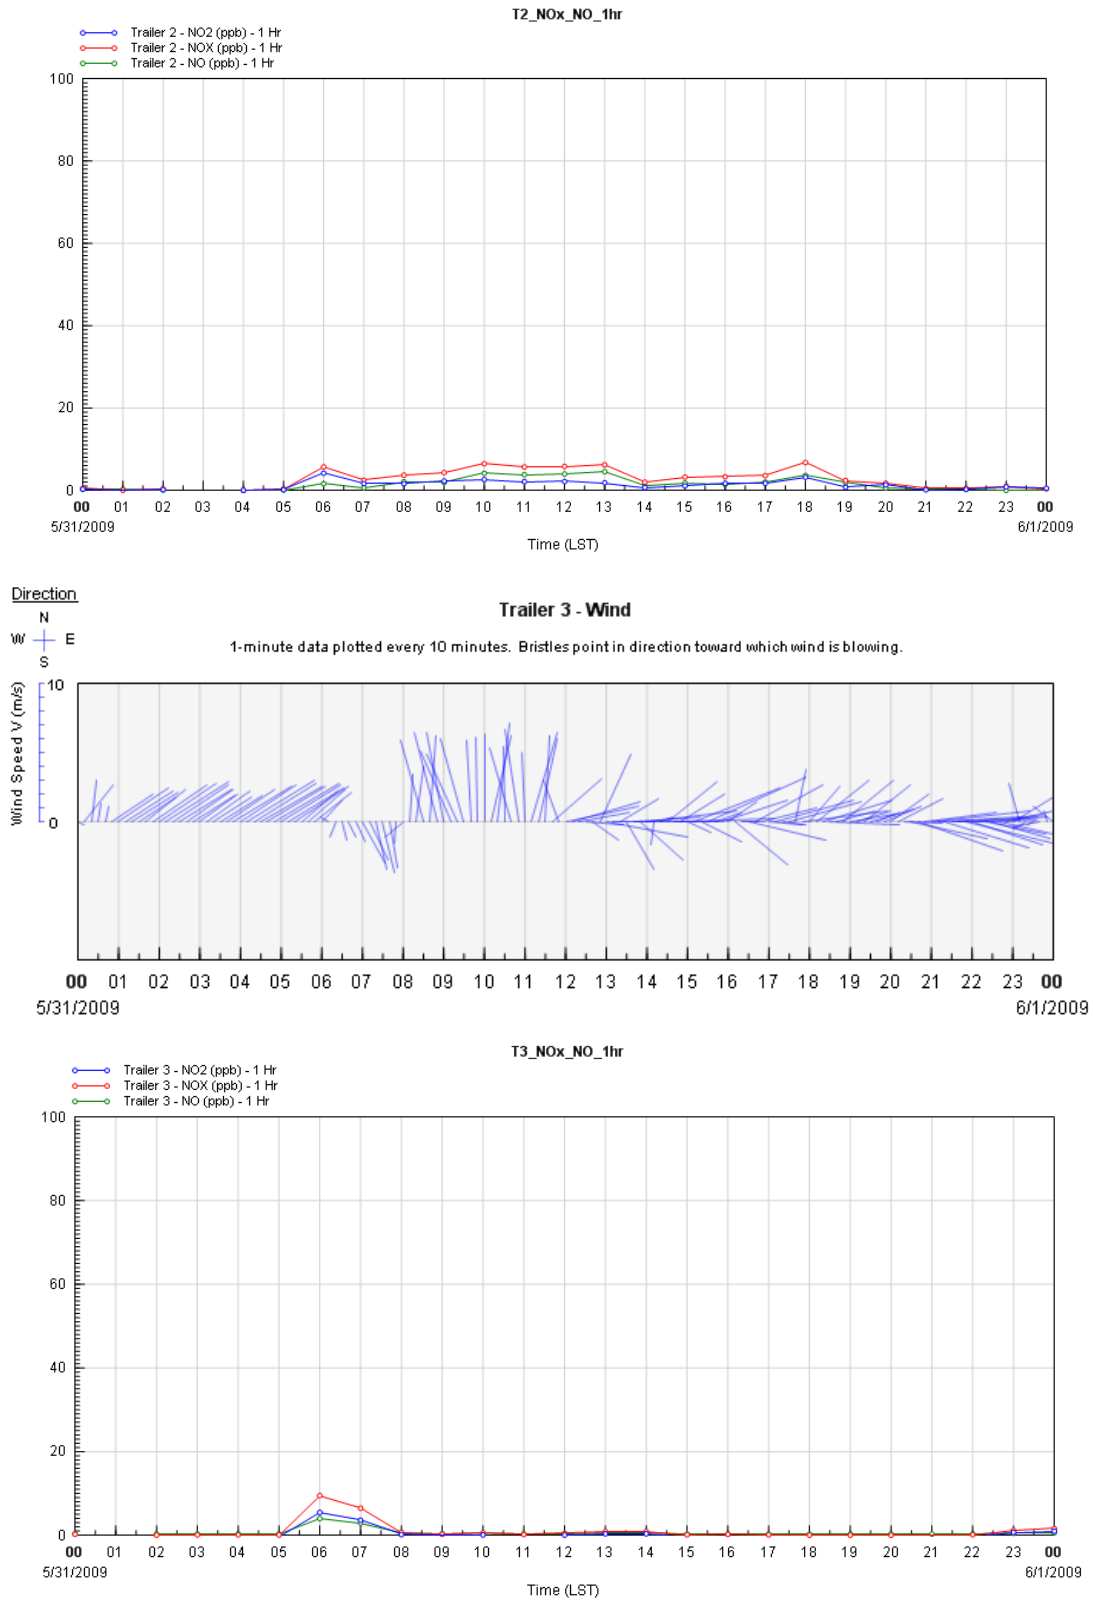 T2_NOx_NO_1hr
Trailer 2 - NO2 (ppb) - 1 Hr
Trailer 2 - NOX (ppb) - 1 Hr
Trailer 2 - NO (ppb) - 1 Hr
100
80
60
40
20
0
00 01 02 03 04 05 06 07 08 09 10 11 12 13 14 15 16 17 18 19 20 21 22 23 00
5/31/2009 6/1/2009
Time (LST)
Direction
N
W E
S
Trailer 3 - Wind
1-minute data plotted every 10 minutes. Bristles point in direction toward which wind is blowing.
Wind Speed V (m/s)
10
0
00 01 02 03 04 05 06 07 08 09 10 11 12 13 14 15 16 17 18 19 20 21 22 23 00
5/31/2009 6/1/2009
T3_NOx_NO_1hr
Trailer 3 - NO2 (ppb) - 1 Hr
Trailer 3 - NOX (ppb) - 1 Hr
Trailer 3 - NO (ppb) - 1 Hr
100
80
60
40
20
0
00 01 02 03 04 05 06 07 08 09 10 11 12 13 14 15 16 17 18 19 20 21 22 23 00
5/31/2009 6/1/2009
Time (LST)